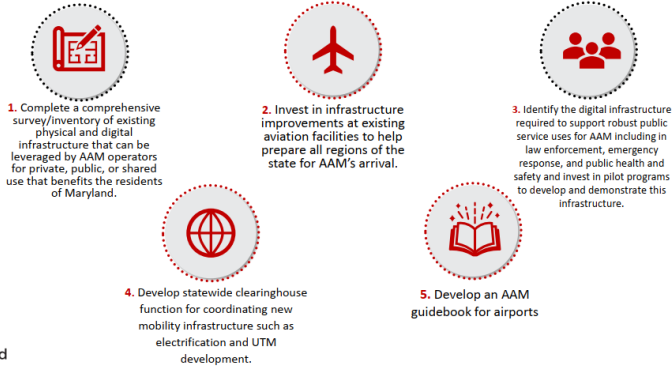 1. Complete a comprehensive
survey/inventory of existing
physical and digital
infrastructure that can be
leveraged by AAM operators
for private, public, or shared
use that benefits the residents
of Maryland.
2. Invest in infrastructure
improvements at existing
aviation facilities to help
prepare all regions of the
state for AAM's arrival.
3. Identify the digital infrastructure
required to support robust public
service uses for AAM including in
law enforcement, emergency
response, and public health and
safety and invest in pilot programs
to develop and demonstrate this
infrastructure.
4. Develop statewide clearinghouse
function for coordinating new
mobility infrastructure such as
electrification and UTM
development.
5. Develop an AAM
guidebook for airports